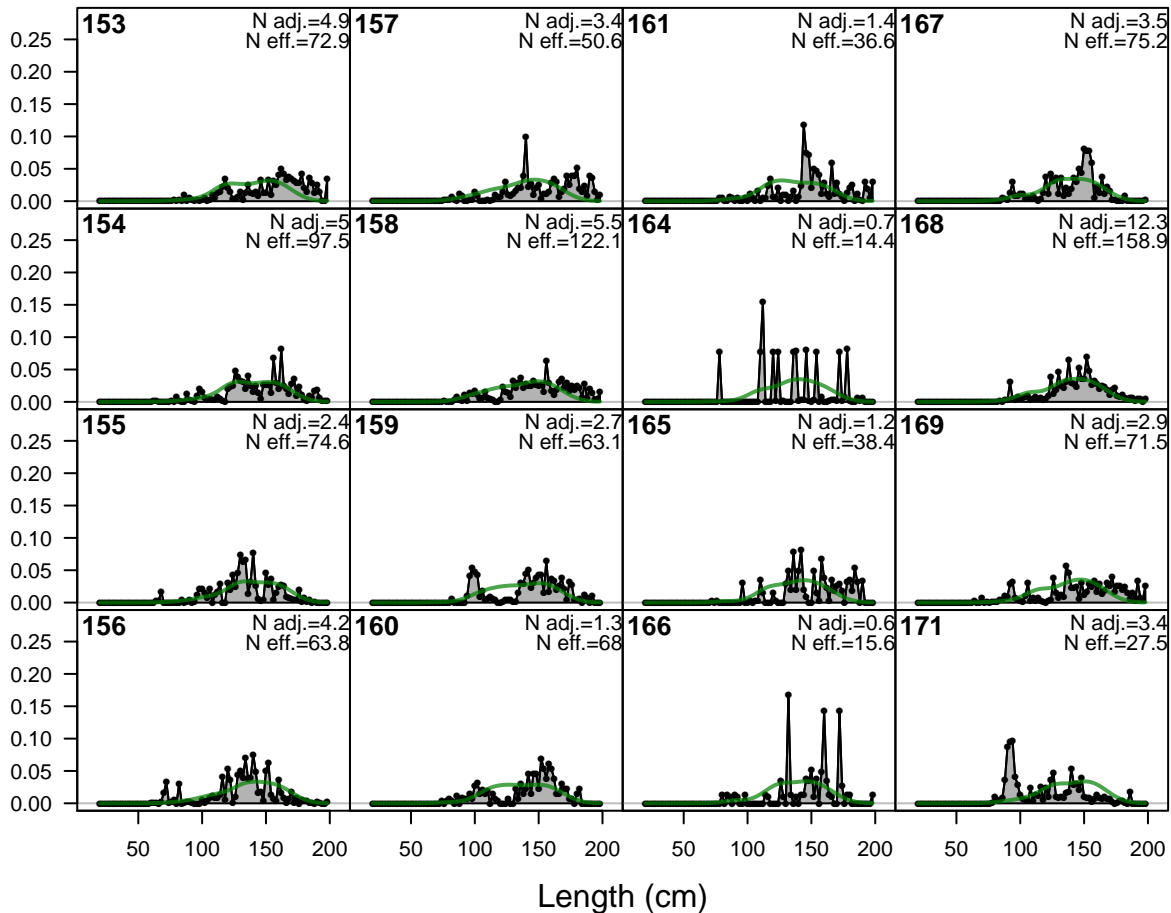 153 N adj.=4.9
N eff.=72.9
157 N adj.=3.4
N eff.=50.6
161 N adj.=1.4
N eff.=36.6
167 N adj.=3.5
N eff.=75.2
0.25
0.20
0.15
0.10
0.05
0.00
154 N adj.=5
N eff.=97.5
158 N adj.=5.5
N eff.=122.1
164 N adj.=0.7
N eff.=14.4
168 N adj.=12.3
N eff.=158.9
0.25
0.20
0.15
0.10
0.05
0.00
155 N adj.=2.4
N eff.=74.6
159 N adj.=2.7
N eff.=63.1
165 N adj.=1.2
N eff.=38.4
169 N adj.=2.9
N eff.=71.5
0.25
0.20
0.15
0.10
0.05
0.00
156 N adj.=4.2
N eff.=63.8
160 N adj.=1.3
N eff.=68
166 N adj.=0.6
N eff.=15.6
171 N adj.=3.4
N eff.=27.5
0.25
0.20
0.15
0.10
0.05
0.00
50 100 150 200 50 100 150 200 50 100 150 200 50 100 150 200
Length (cm)